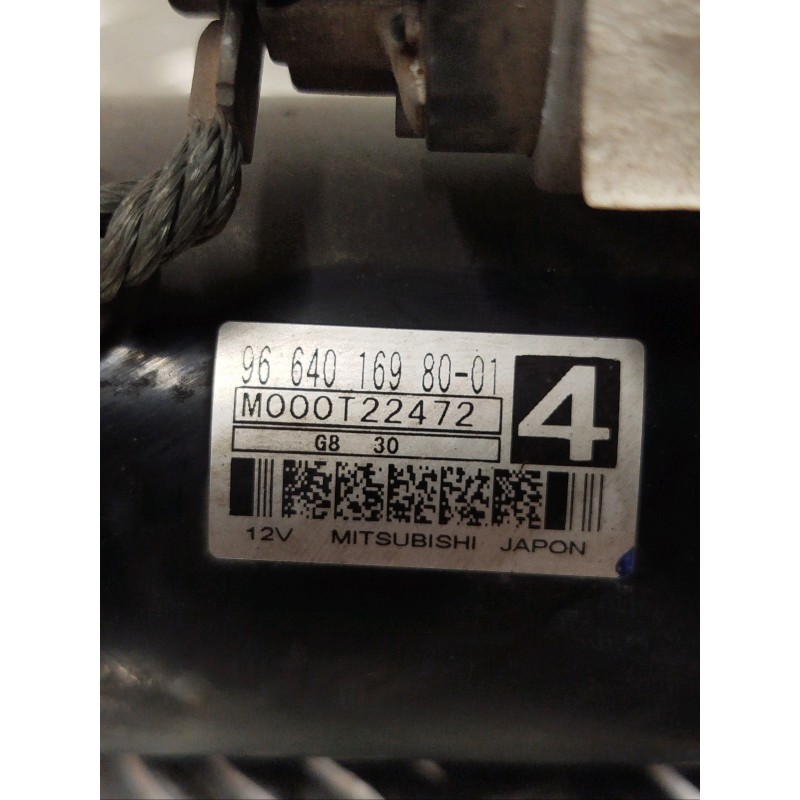 96 640 169 80-01
4
M000T22472
G8 30
12V MITSUBISHI JAPON